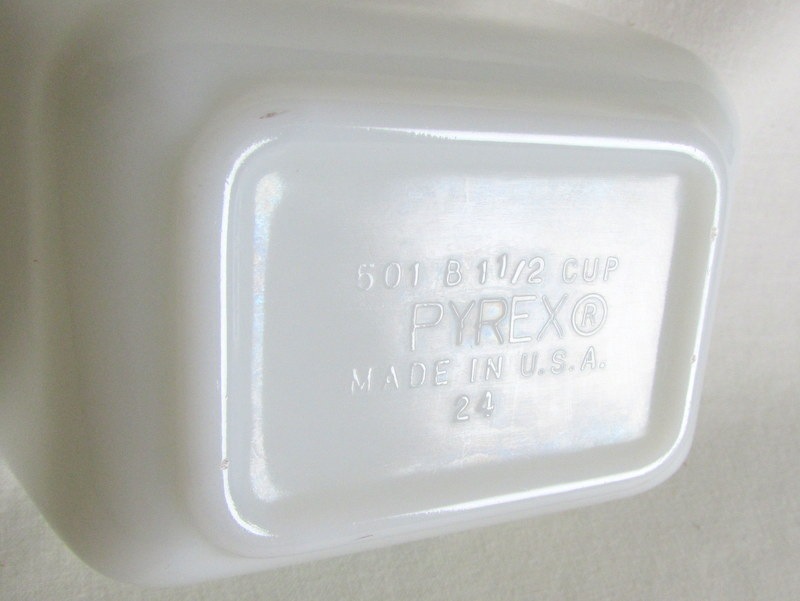 501 B 1 1/2 CUP
PYREX®
MADE IN U.S.A.
24